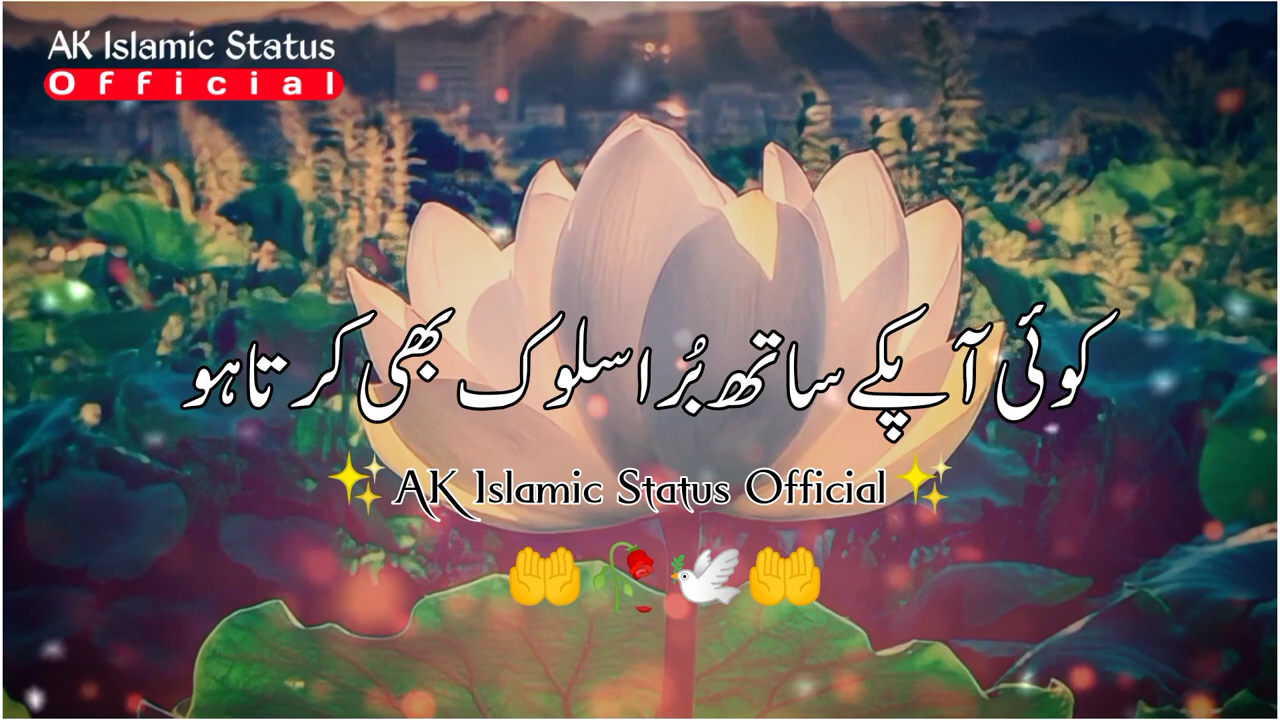 AK Islamic Status
Official
کوئی آپکے ساتھ بُرا سلوک بھی کرتا ہو
✨AK Islamic Status Official✨
🤲🥀🕊️🤲